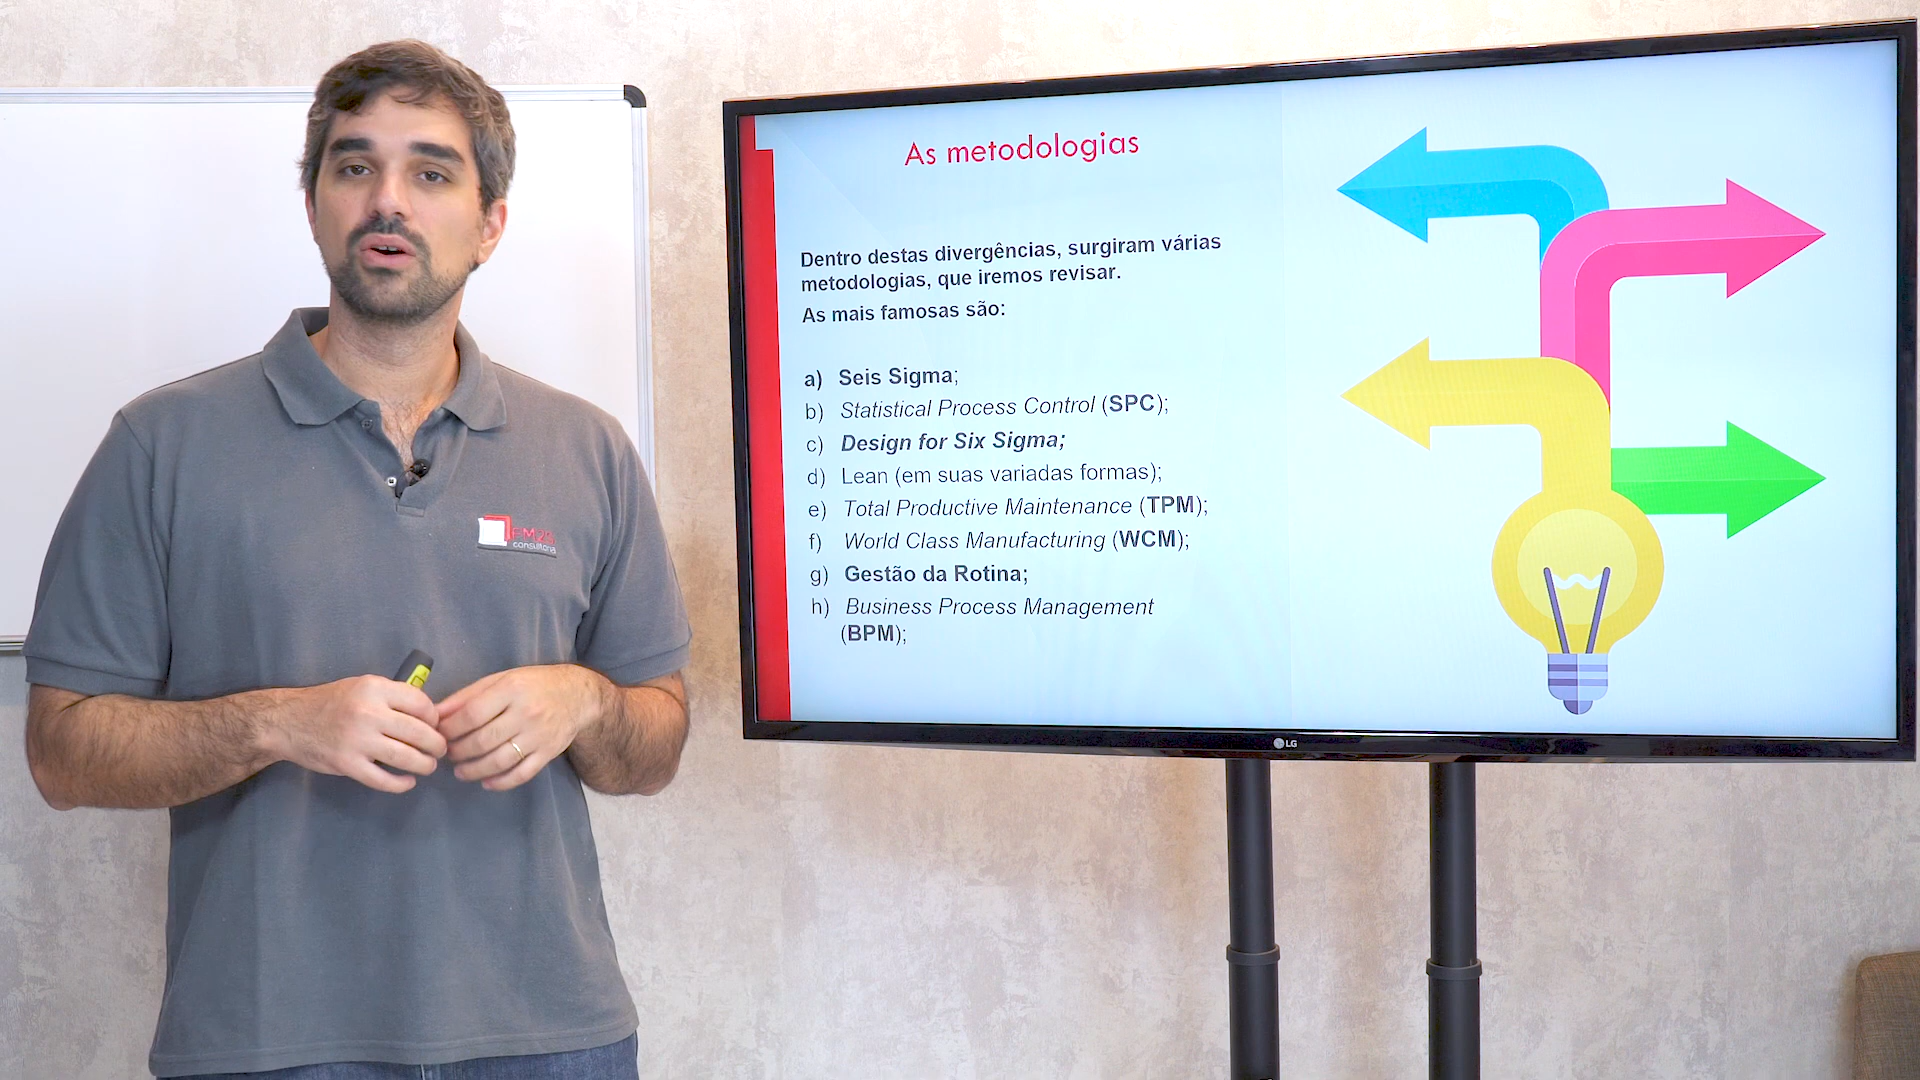 As metodologias
Dentro destas divergências, surgiram várias
metodologias, que iremos revisar.
As mais famosas são:
a) Seis Sigma;
b) Statistical Process Control (SPC);
c) Design for Six Sigma;
d) Lean (em suas variadas formas);
e) Total Productive Maintenance (TPM);
f) World Class Manufacturing (WCM);
g) Gestão da Rotina;
h) Business Process Management
(BPM);
LG
FM2S
consultoria